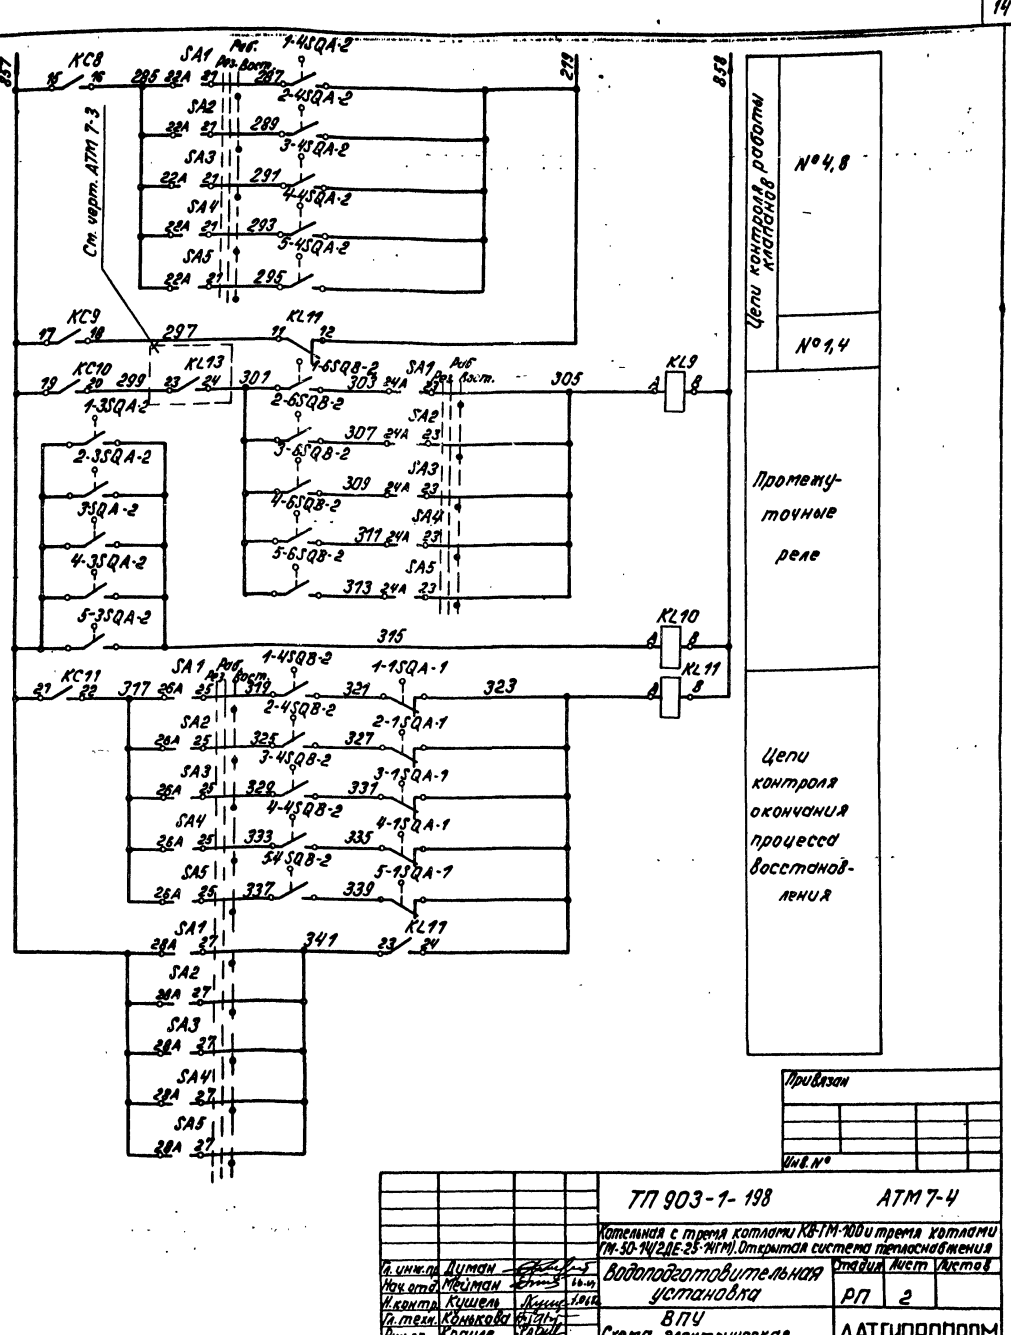 14
857
КС8
15
16
285
SA1
22А
21
Раб.
Рез.
Вост.
287
1-4SQA-2
219
858
См. черт. АТМ 7-3
SA2
22А
21
289
2-4SQA-2
SA3
22А
21
291
3-4SQA-2
SA4
22А
21
293
4-4SQA-2
SA5
22А
21
295
5-4SQA-2
КС9
17
18
297
KL11
11
12
КС10
19
20
299
KL13
23
24
301
1-6SQB-2
303
24А
SA1
23
Раб
Рез.
Вост.
305
KL9
А
В
2-6SQB-2
307
24А
SA2
23
3-6SQB-2
309
24А
SA3
23
4-6SQB-2
311
24А
SA4
23
5-6SQB-2
313
24А
SA5
23
1-3SQA-2
2-3SQA-2
3SQA-2
4-3SQA-2
5-3SQA-2
315
KL10
А
В
КС11
21
22
317
SA1
26А
25
Раб.
Рез.
Вост.
319
1-4SQB-2
321
1-1SQA-1
323
KL11
А
В
SA2
26А
25
325
2-4SQB-2
327
2-1SQA-1
SA3
26А
25
329
3-4SQB-2
331
3-1SQA-1
SA4
26А
25
333
4-4SQB-2
335
4-1SQA-1
SA5
26А
25
337
54SQB-2
339
5-1SQA-1
SA1
28А
27
341
KL11
23
24
SA2
28А
27
SA3
28А
27
SA4
28А
27
SA5
28А
27
Цепи контроля работы
клапанов
№4,8
№1,4
Промежу-
точные
реле
Цепи
контроля
окончания
процесса
восстанов-
ления
Привязан
Инв. №
ТП 903-1-198
АТМ 7-4
Котельная с тремя котлами КВ-ГМ-100 и тремя котлами
ГМ-50-14/2ДЕ-25-14ГМ). Открытая система теплоснабжения
Гл. инж. пр.
Думан
Нач. отд.
Мейман
Н.контр.
Кушель
Гл. техн.
Конькова
Водоподготовительная
установка
Стадия
Лист
Листов
РП
2
ВПУ
Схема электрическая
ЛАТГИПРОПРОМ